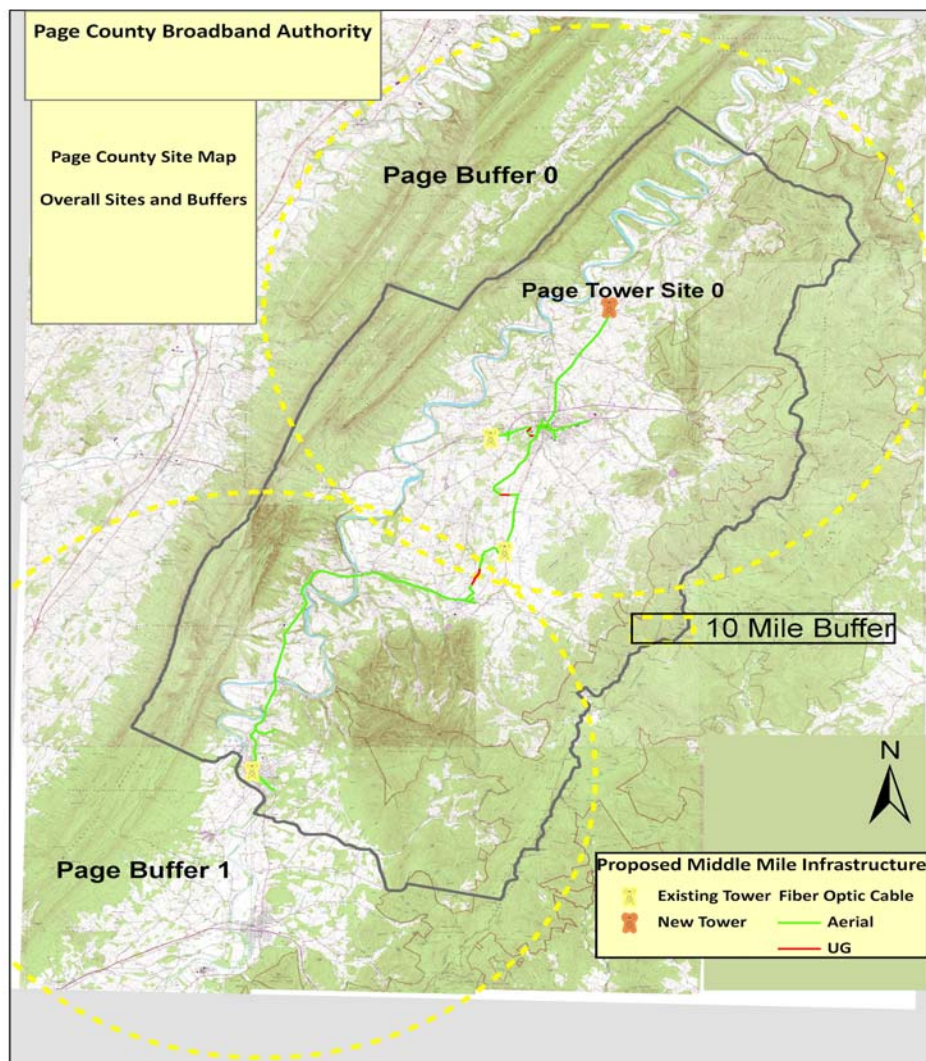 Page County Broadband Authority
Page County Site Map
Overall Sites and Buffers
Page Buffer 0
Page Tower Site 0
10 Mile Buffer
N
Page Buffer 1
Proposed Middle Mile Infrastructure
Existing Tower Fiber Optic Cable
New Tower Aerial
UG